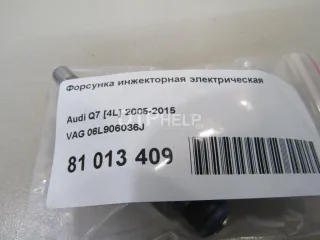 Форсунка инжекторная электрическая
Audi Q7 [4L] 2005-2015
VAG 06L906036J
81 013 409